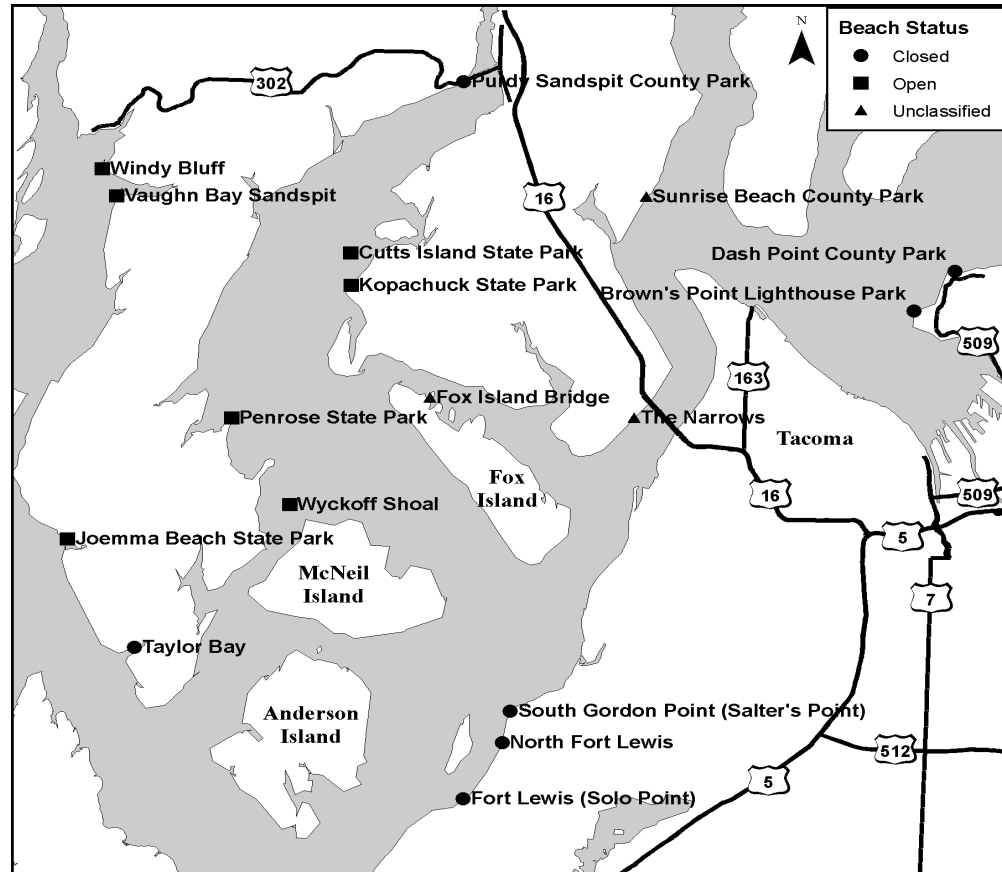 N
Beach Status
Closed
Open
Unclassified
302
Purdy Sandspit County Park
Windy Bluff
Vaughn Bay Sandspit
16
Sunrise Beach County Park
Cutts Island State Park
Dash Point County Park
Kopachuck State Park
Brown's Point Lighthouse Park
509
163
Fox Island Bridge
Penrose State Park
The Narrows
Tacoma
Fox
Island
16
509
Wyckoff Shoal
5
Joemma Beach State Park
McNeil
Island
7
Taylor Bay
Anderson
Island
South Gordon Point (Salter's Point)
North Fort Lewis
512
5
Fort Lewis (Solo Point)